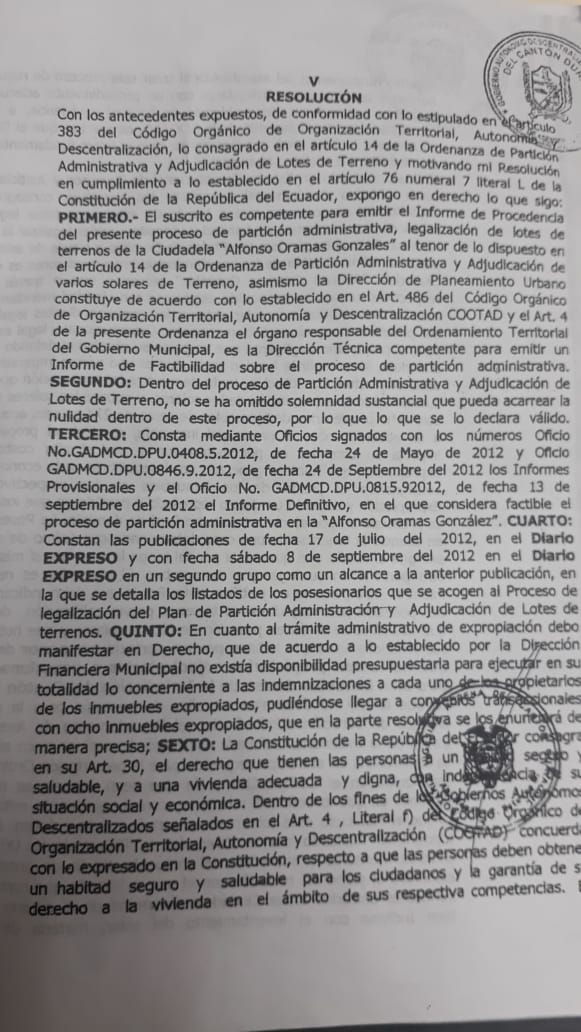 GOBIERNO AUTÓNOMO DESCENTRA
DEL CANTÓN DU
V
RESOLUCIÓN
Con los antecedentes expuestos, de conformidad con lo estipulado en el artículo
383 del Código Orgánico de Organización Territorial, Autonomía y
Descentralización, lo consagrado en el artículo 14 de la Ordenanza de Partición
Administrativa y Adjudicación de Lotes de Terreno y motivando mi Resolución
en cumplimiento a lo establecido en el artículo 76 numeral 7 literal L de la
Constitución de la República del Ecuador, expongo en derecho lo que sigo:
PRIMERO.- El suscrito es competente para emitir el Informe de Procedencia
del presente proceso de partición administrativa, legalización de lotes de
terrenos de la Ciudadela "Alfonso Oramas Gonzales" al tenor de lo dispuesto en
el artículo 14 de la Ordenanza de Partición Administrativa y Adjudicación de
varios solares de Terreno, asimismo la Dirección de Planeamiento Urbano
constituye de acuerdo con lo establecido en el Art. 486 del Código Orgánico
de Organización Territorial, Autonomía y Descentralización COOTAD y el Art. 4
de la presente Ordenanza el órgano responsable del Ordenamiento Territorial
del Gobierno Municipal, es la Dirección Técnica competente para emitir un
Informe de Factibilidad sobre el proceso de partición administrativa.
SEGUNDO: Dentro del proceso de Partición Administrativa y Adjudicación de
Lotes de Terreno, no se ha omitido solemnidad sustancial que pueda acarrear la
nulidad dentro de este proceso, por lo que lo que se lo declara válido.
TERCERO: Consta mediante Oficios signados con los números Oficio
No.GADMCD.DPU.0408.5.2012, de fecha 24 de Mayo de 2012 y Oficio
GADMCD.DPU.0846.9.2012, de fecha 24 de Septiembre del 2012 los Informes
Provisionales y el Oficio No. GADMCD.DPU.0815.92012, de fecha 13 de
septiembre del 2012 el Informe Definitivo, en el que considera factible el
proceso de partición administrativa en la "Alfonso Oramas González". CUARTO:
Constan las publicaciones de fecha 17 de julio del 2012, en el Diario
EXPRESO y con fecha sábado 8 de septiembre del 2012 en el Diario
EXPRESO en un segundo grupo como un alcance a la anterior publicación, en
la que se detalla los listados de los posesionarios que se acogen al Proceso de
legalización del Plan de Partición Administración y Adjudicación de Lotes de
terrenos. QUINTO: En cuanto al trámite administrativo de expropiación debo
manifestar en Derecho, que de acuerdo a lo establecido por la Dirección
Financiera Municipal no existía disponibilidad presupuestaria para ejecutar en su
totalidad lo concerniente a las indemnizaciones a cada uno de los propietarios
de los inmuebles expropiados, pudiéndose llegar a convenios transaccionales
con ocho inmuebles expropiados, que en la parte resolutiva se los enunciará de
manera precisa; SEXTO: La Constitución de la República del consagra
en su Art. 30, el derecho que tienen las personas a un seguro y
saludable, y a una vivienda adecuada y digna, con independencia de su
situación social y económica. Dentro de los fines de los Gobiernos Autónomo
Descentralizados señalados en el Art. 4 , Literal f) del Código Orgánico de
Organización Territorial, Autonomía y Descentralización (COOTAD) concuerd
con lo expresado en la Constitución, respecto a que las personas deben obtene
un habitad seguro y saludable para los ciudadanos y la garantía de s
derecho a la vivienda en el ámbito de sus respectiva competencias.